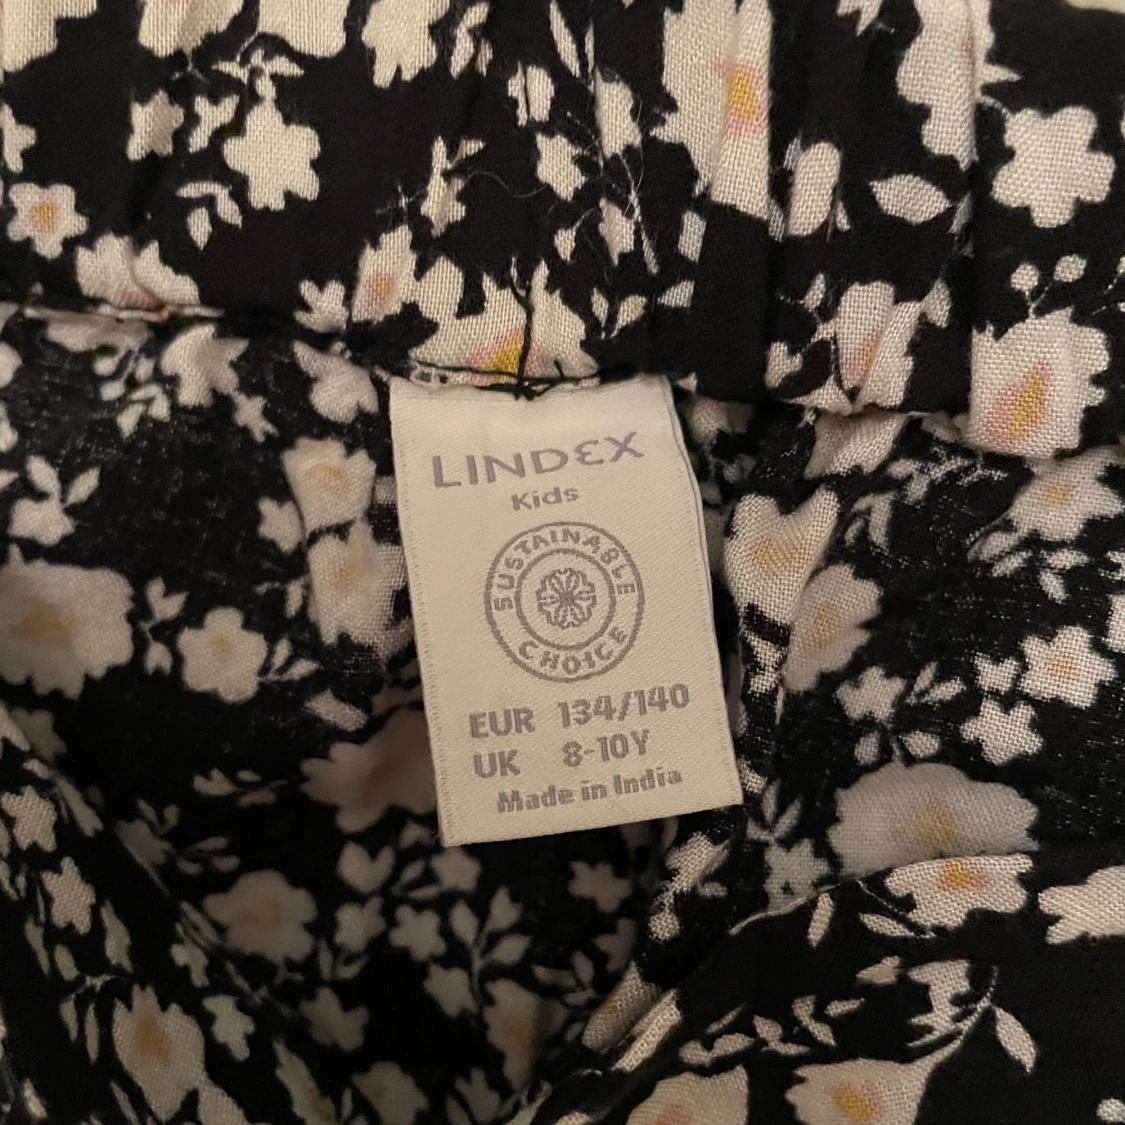 LINDEX
Kids
SUSTAINABLE
CHOICE
EUR 134/140
UK 8-10Y
Made in India